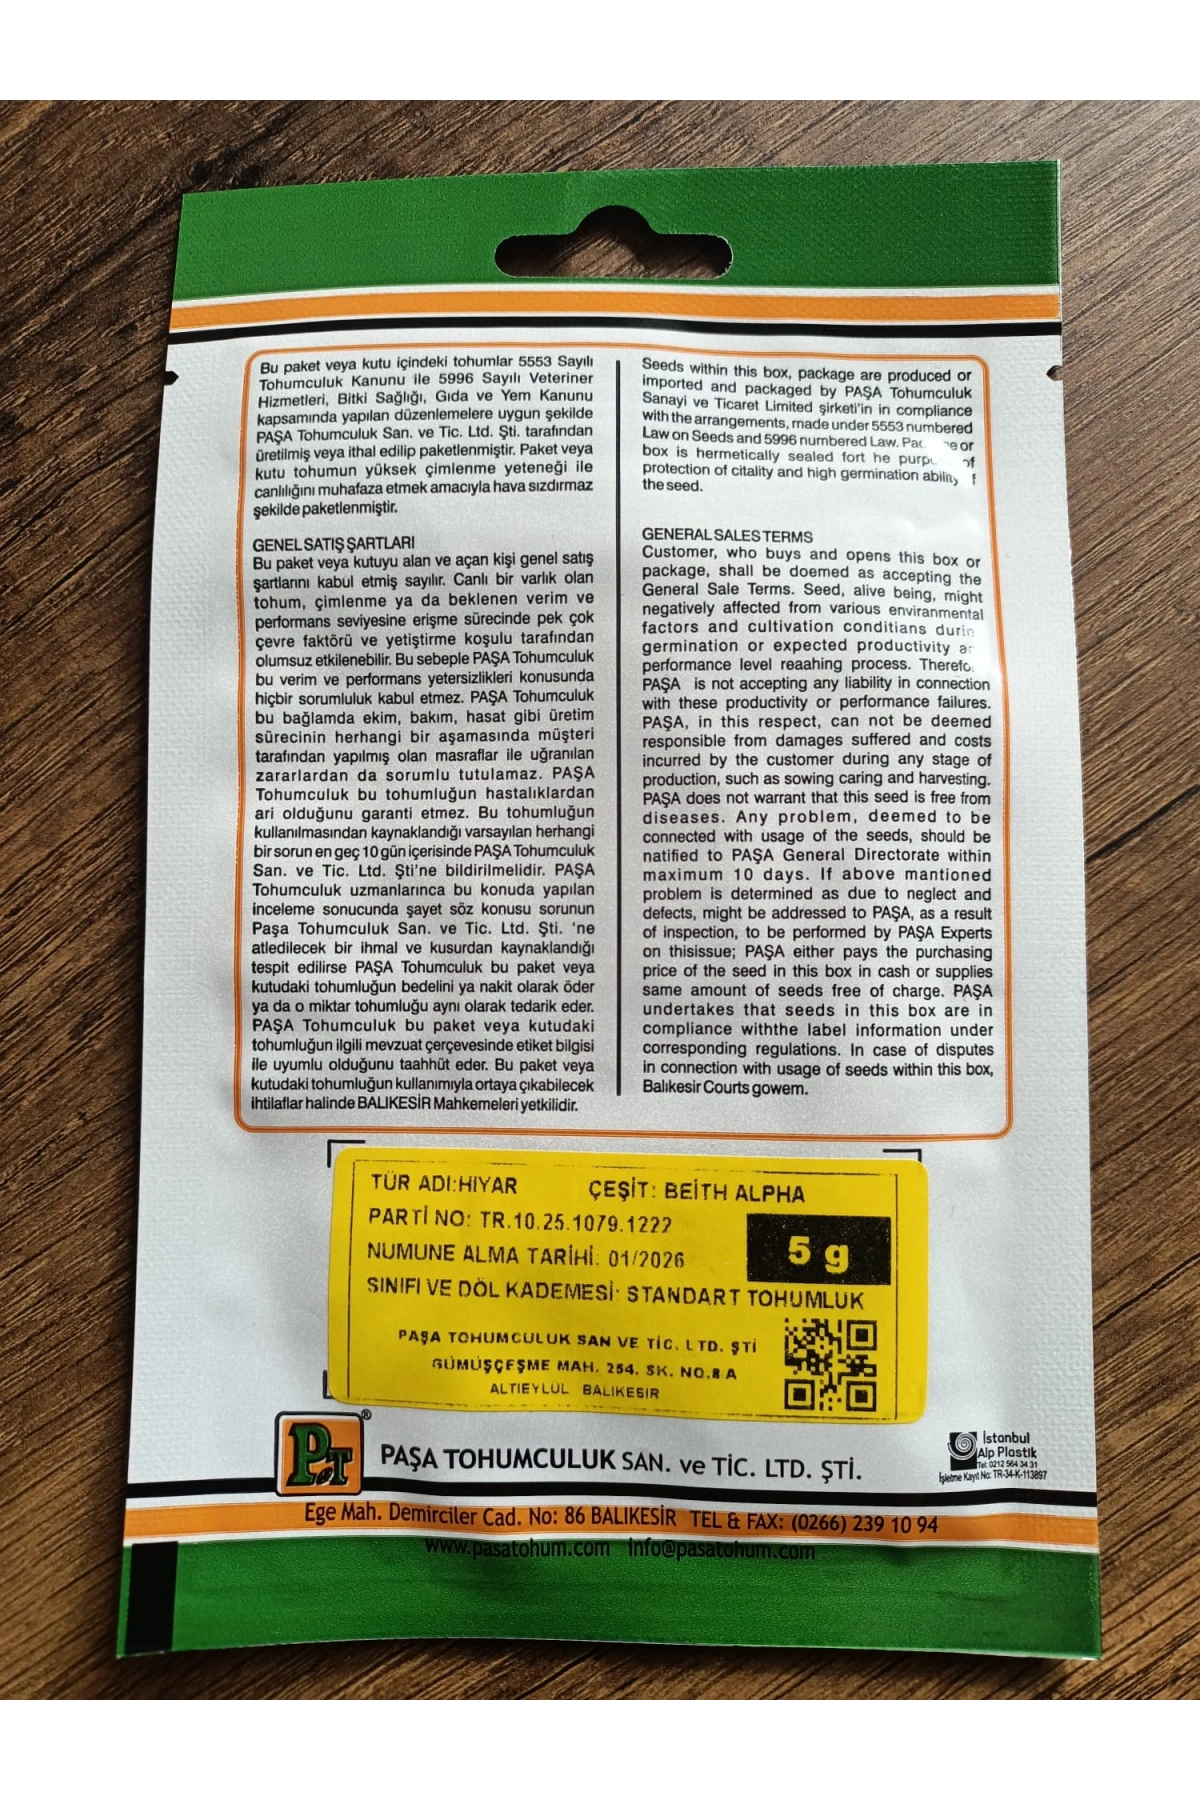 Bu paket veya kutu içindeki tohumlar 5553 Sayılı
Tohumculuk Kanunu ile 5996 Sayılı Veteriner
Hizmetleri, Bitki Sağlığı, Gıda ve Yem Kanunu
kapsamında yapılan düzenlemelere uygun şekilde
PAŞA Tohumculuk San. ve Tic. Ltd. Şti. tarafından
üretilmiş veya ithal edilip paketlenmiştir. Paket veya
kutu tohumun yüksek çimlenme yeteneği ile
canlılığını muhafaza etmek amacıyla hava sızdırmaz
şekilde paketlenmiştir.
GENEL SATIŞ ŞARTLARI
Bu paket veya kutuyu alan ve açan kişi genel satış
şartlarını kabul etmiş sayılır. Canlı bir varlık olan
tohum, çimlenme ya da beklenen verim ve
performans seviyesine erişme sürecinde pek çok
çevre faktörü ve yetiştirme koşulu tarafından
olumsuz etkilenebilir. Bu sebeple PAŞA Tohumculuk
bu verim ve performans yetersizlikleri konusunda
hiçbir sorumluluk kabul etmez. PAŞA Tohumculuk
bu bağlamda ekim, bakım, hasat gibi üretim
sürecinin herhangi bir aşamasında müşteri
tarafından yapılmış olan masraflar ile uğranılan
zararlardan da sorumlu tutulamaz. PAŞA
Tohumculuk bu tohumluğun hastalıklardan
ari olduğunu garanti etmez. Bu tohumluğun
kullanılmasından kaynaklandığı varsayılan herhangi
bir sorun en geç 10 gün içerisinde PAŞA Tohumculuk
San. ve Tic. Ltd. Şti'ne bildirilmelidir. PAŞA
Tohumculuk uzmanlarınca bu konuda yapılan
inceleme sonucunda şayet söz konusu sorunun
Paşa Tohumculuk San. ve Tic. Ltd. Şti. 'ne
atledilecek bir ihmal ve kusurdan kaynaklandığı
tespit edilirse PAŞA Tohumculuk bu paket veya
kutudaki tohumluğun bedelini ya nakit olarak öder
ya da o miktar tohumluğu aynı olarak tedarik eder.
PAŞA Tohumculuk bu paket veya kutudaki
tohumluğun ilgili mevzuat çerçevesinde etiket bilgisi
ile uyumlu olduğunu taahhüt eder. Bu paket veya
kutudaki tohumluğun kullanımıyla ortaya çıkabilecek
ihtilaflar halinde BALIKESİR Mahkemeleri yetkilidir.
Seeds within this box, package are produced or
imported and packaged by PAŞA Tohumculuk
Sanayi ve Ticaret Limited şirketi'in in compliance
with the arrangements, made under 5553 numbered
Law on Seeds and 5996 numbered Law. or
box is hermetically sealed fort he of
protection of citality and high germination ability
the seed.
GENERAL SALES TERMS
Customer, who buys and opens this box or
package, shall be doemed as accepting the
General Sale Terms. Seed, alive being, might
negatively affected from various enviranmental
factors and cultivation conditians
germination or expected productivity
performance level reaahing process.
PAŞA is not accepting any liability in connection
with these productivity or performance failures.
PAŞA, in this respect, can not be deemed
responsible from damages suffered and costs
incurred by the customer during any stage of
production, such as sowing caring and harvesting.
PAŞA does not warrant that this seed is free from
diseases. Any problem, deemed to be
connected with usage of the seeds, should be
natified to PAŞA General Directorate within
maximum 10 days. If above mantioned
problem is determined as due to neglect and
defects, might be addressed to PAŞA, as a result
of inspection, to be performed by PAŞA Experts
on thisissue; PAŞA either pays the purchasing
price of the seed in this box in cash or supplies
same amount of seeds free of charge. PAŞA
undertakes that seeds in this box are in
compliance withthe label information under
corresponding regulations. In case of disputes
in connection with usage of seeds within this box,
Balıkesir Courts gowem.
TÜR ADI:HIYAR ÇEŞİT: BEİTH ALPHA
PARTİ NO: TR.10.25.1079.1222
NUMUNE ALMA TARİHİ: 01/2026
5 g
SINIFI VE DÖL KADEMESİ: STANDART TOHUMLUK
PAŞA TOHUMCULUK SAN VE TİC. LTD. ŞTİ
GÜMÜŞÇEŞME MAH. 254. SK. NO.8 A
ALTIEYLÜL BALIKESIR
PT ®
PAŞA TOHUMCULUK SAN. ve TİC. LTD. ŞTİ.
İstanbul
Alp Plastik
Tel: 0212 564 34 31
İşletme Kayıt No: TR-34-K-113897
Ege Mah. Demirciler Cad. No: 86 BALIKESİR TEL & FAX: (0266) 239 10 94
www.pasatohum.com info@pasatohum.com